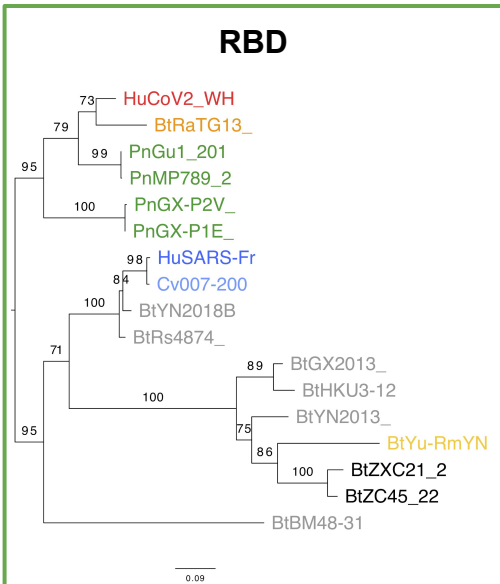 RBD
73
HuCoV2_WH
79
BtRaTG13_
99
PnGu1_201
PnMP789_2
95
100
PnGX-P2V_
PnGX-P1E_
98
HuSARS-Fr
84
Cv007-200
100
BtYN2018B
BtRs4874_
71
89
BtGX2013_
BtHKU3-12
100
BtYN2013_
75
86
BtYu-RmYN
100
BtZXC21_2
BtZC45_22
95
BtBM48-31
0.09